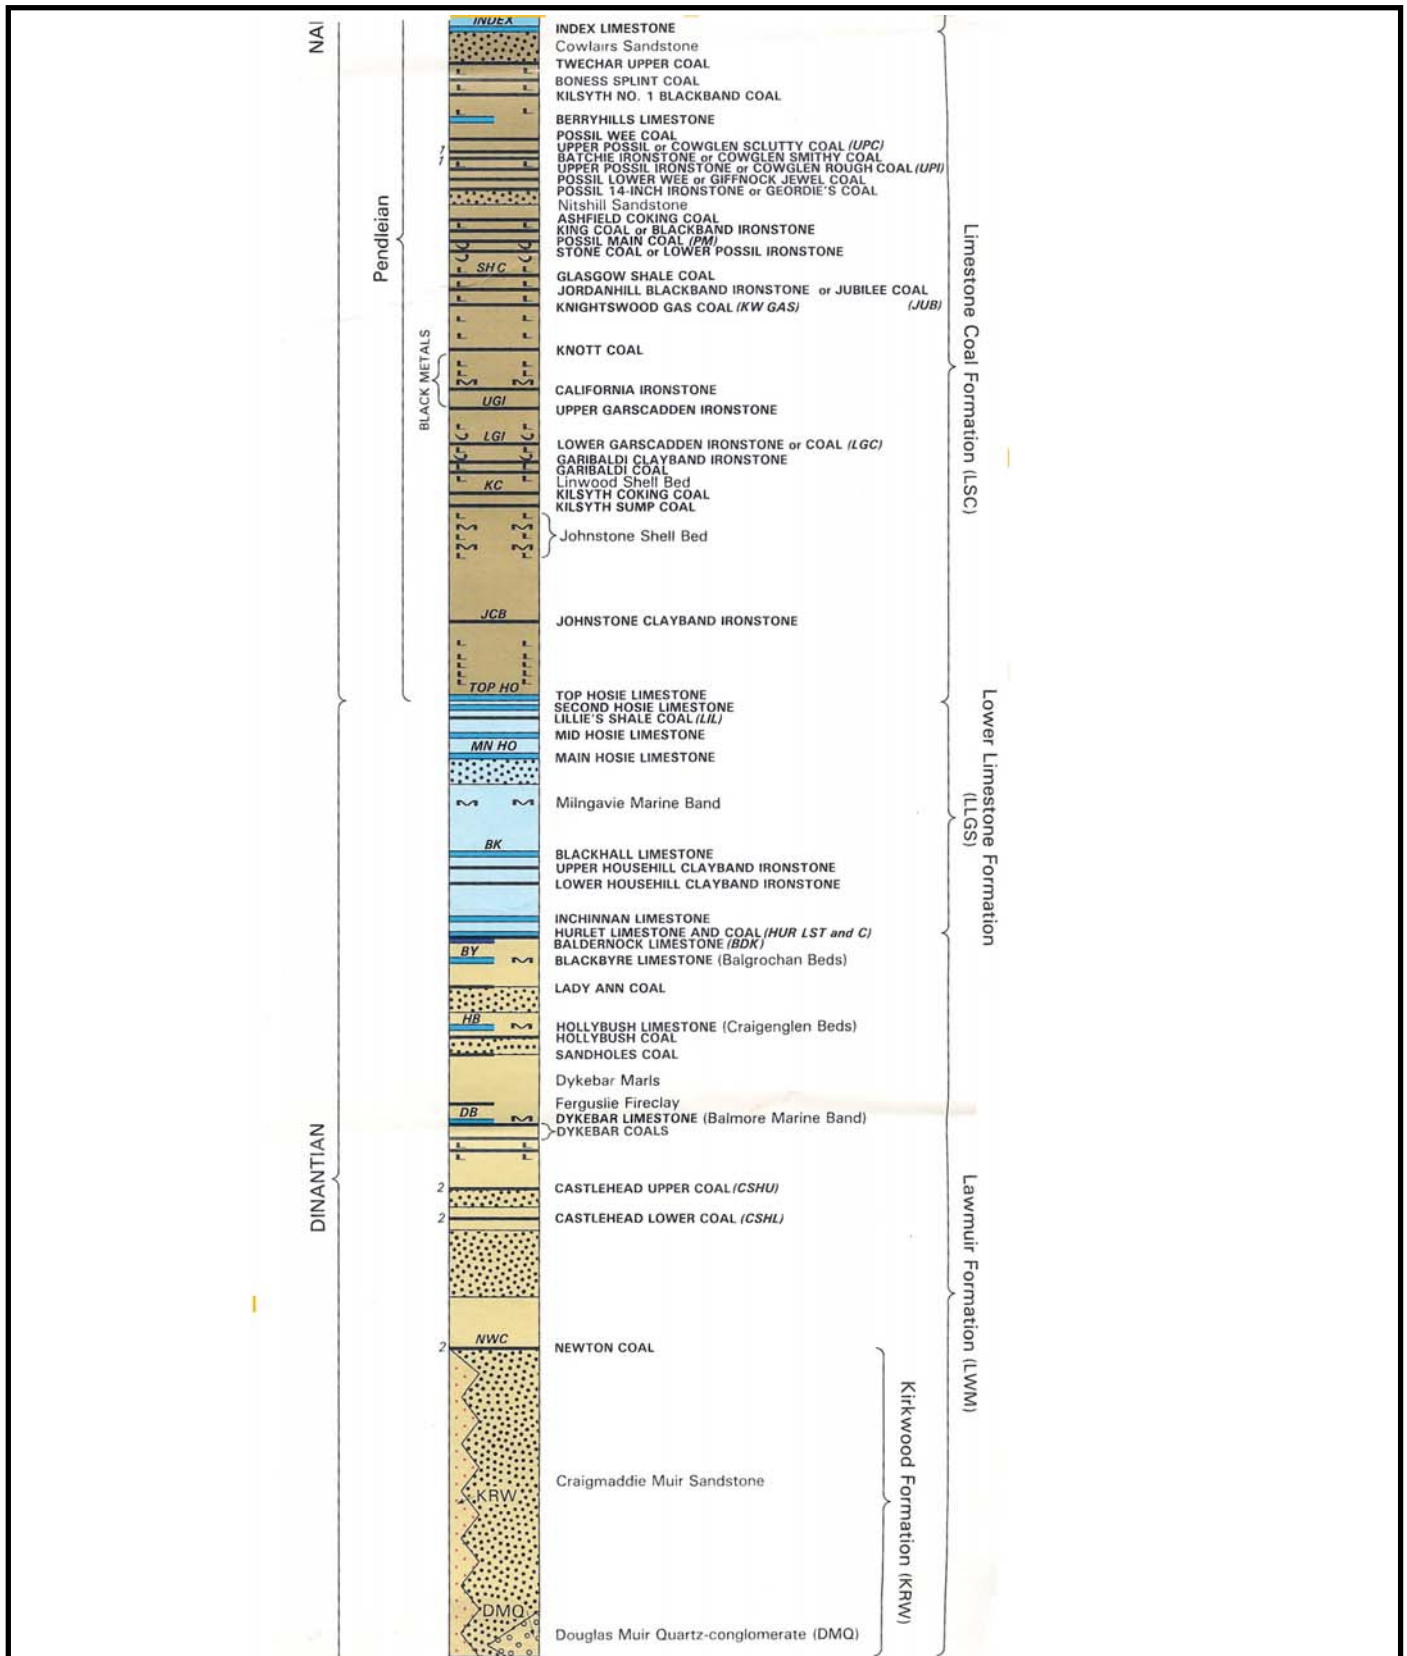 NAI
Pendleian
BLACK METALS
DINANTIAN
INDEX
INDEX LIMESTONE
Cowlairs Sandstone
TWECHAR UPPER COAL
BONESS SPLINT COAL
KILSYTH NO. 1 BLACKBAND COAL
BERRYHILLS LIMESTONE
POSSIL WEE COAL
1 UPPER POSSIL or COWGLEN SCLUTTY COAL (UPC)
1 BATCHIE IRONSTONE or COWGLEN SMITHY COAL
UPPER POSSIL IRONSTONE or COWGLEN ROUGH COAL (UPI)
POSSIL LOWER WEE or GIFFNOCK JEWEL COAL
POSSIL 14-INCH IRONSTONE or GEORDIE'S COAL
Nitshill Sandstone
ASHFIELD COKING COAL
KING COAL or BLACKBAND IRONSTONE
POSSIL MAIN COAL (PM)
STONE COAL or LOWER POSSIL IRONSTONE
SHC
GLASGOW SHALE COAL
JORDANHILL BLACKBAND IRONSTONE or JUBILEE COAL
KNIGHTSWOOD GAS COAL (KW GAS) (JUB)
KNOTT COAL
CALIFORNIA IRONSTONE
UGI
UPPER GARSCADDEN IRONSTONE
LGI
LOWER GARSCADDEN IRONSTONE or COAL (LGC)
GARIBALDI CLAYBAND IRONSTONE
GARIBALDI COAL
Linwood Shell Bed
KC
KILSYTH COKING COAL
KILSYTH SUMP COAL
Johnstone Shell Bed
JCB
JOHNSTONE CLAYBAND IRONSTONE
TOP HO
TOP HOSIE LIMESTONE
SECOND HOSIE LIMESTONE
LILLIE'S SHALE COAL (LIL)
MID HOSIE LIMESTONE
MN HO
MAIN HOSIE LIMESTONE
Milngavie Marine Band
BK
BLACKHALL LIMESTONE
UPPER HOUSEHILL CLAYBAND IRONSTONE
LOWER HOUSEHILL CLAYBAND IRONSTONE
INCHINNAN LIMESTONE
HURLET LIMESTONE AND COAL (HUR LST and C)
BALDERNOCK LIMESTONE (BDK)
BY
BLACKBYRE LIMESTONE (Balgrochan Beds)
LADY ANN COAL
HB
HOLLYBUSH LIMESTONE (Craigenglen Beds)
HOLLYBUSH COAL
SANDHOLES COAL
Dykebar Marls
Ferguslie Fireclay
DB
DYKEBAR LIMESTONE (Balmore Marine Band)
DYKEBAR COALS
2 CASTLEHEAD UPPER COAL (CSHU)
2 CASTLEHEAD LOWER COAL (CSHL)
NWC
2 NEWTON COAL
Craigmaddie Muir Sandstone
KRW
DMQ
Douglas Muir Quartz-conglomerate (DMQ)
Limestone Coal Formation (LSC)
Lower Limestone Formation
(LLGS)
Lawmuir Formation (LWM)
Kirkwood Formation (KRW)